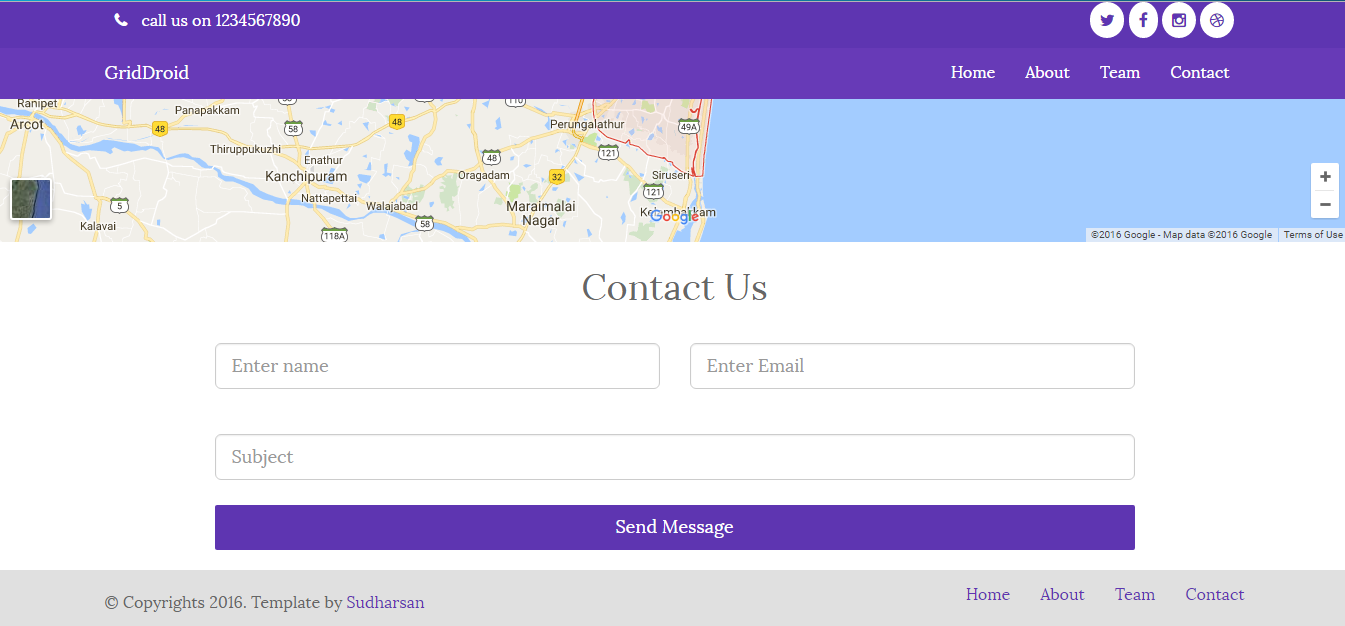 call us on 1234567890
GridDroid
Home About Team Contact
Ranipet
Panapakkam
110
Arcot
48
58
48
Perungalathur
49A
Thiruppukuzhi
Enathur
48
121
Kanchipuram
Oragadam
32
Siruseri
Nattapettai
121
5
Walajabad
Maraimalai
Nagar
Google
Kalavai
58
118A
+
−
©2016 Google - Map data ©2016 Google
Terms of Use
Contact Us
Enter name
Enter Email
Subject
Send Message
© Copyrights 2016. Template by Sudharsan
Home About Team Contact